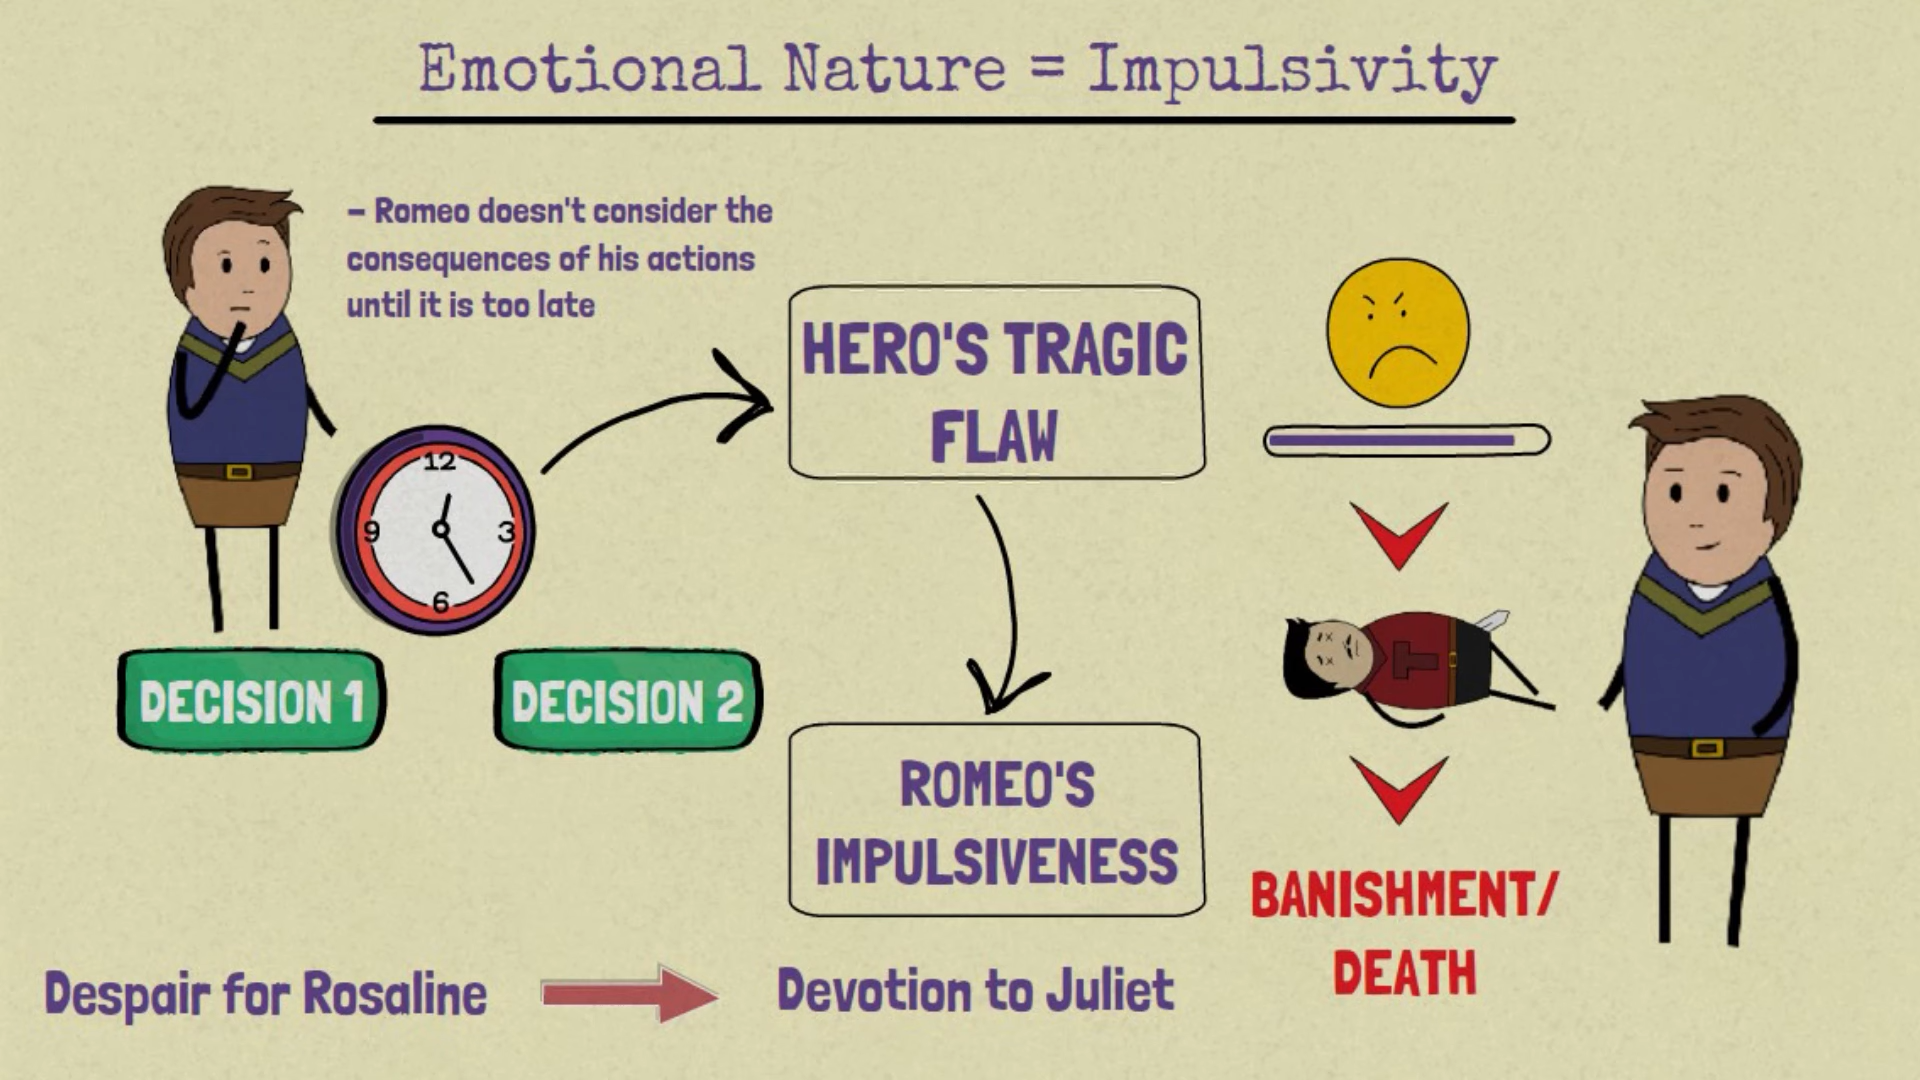 Emotional Nature = Impulsivity
– Romeo doesn't consider the
consequences of his actions
until it is too late
HERO'S TRAGIC
FLAW
12
9
3
6
DECISION 1
DECISION 2
T
ROMEO'S
IMPULSIVENESS
BANISHMENT/
DEATH
Despair for Rosaline
Devotion to Juliet